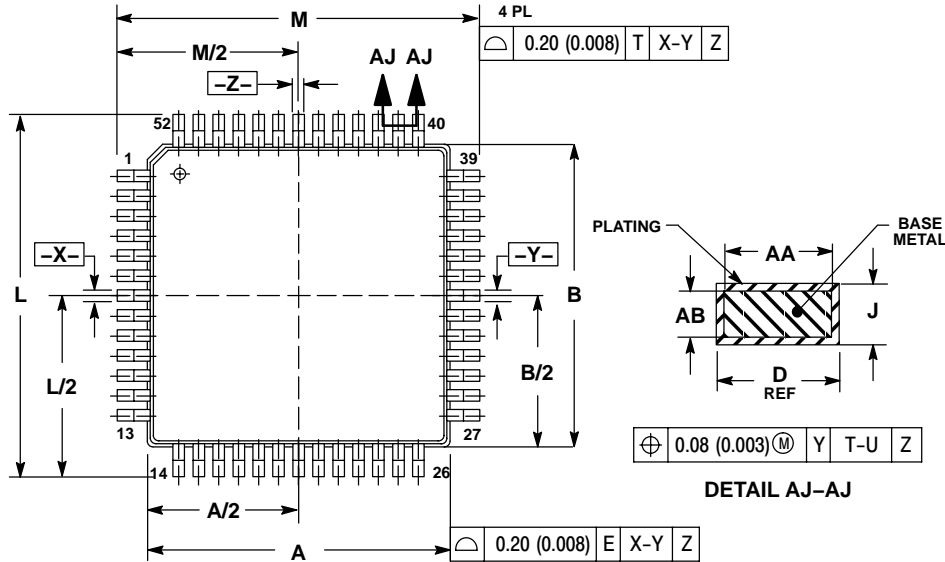 M
4 PL
⌓ 0.20 (0.008) T X–Y Z
M/2
AJ AJ
–Z–
52
40
1
39
–X–
–Y–
L
B
L/2
B/2
13
27
14
26
A/2
A
⌓ 0.20 (0.008) E X–Y Z
PLATING
BASE
METAL
AA
AB
J
D
REF
⌖ 0.08 (0.003) Ⓜ Y T–U Z
DETAIL AJ–AJ